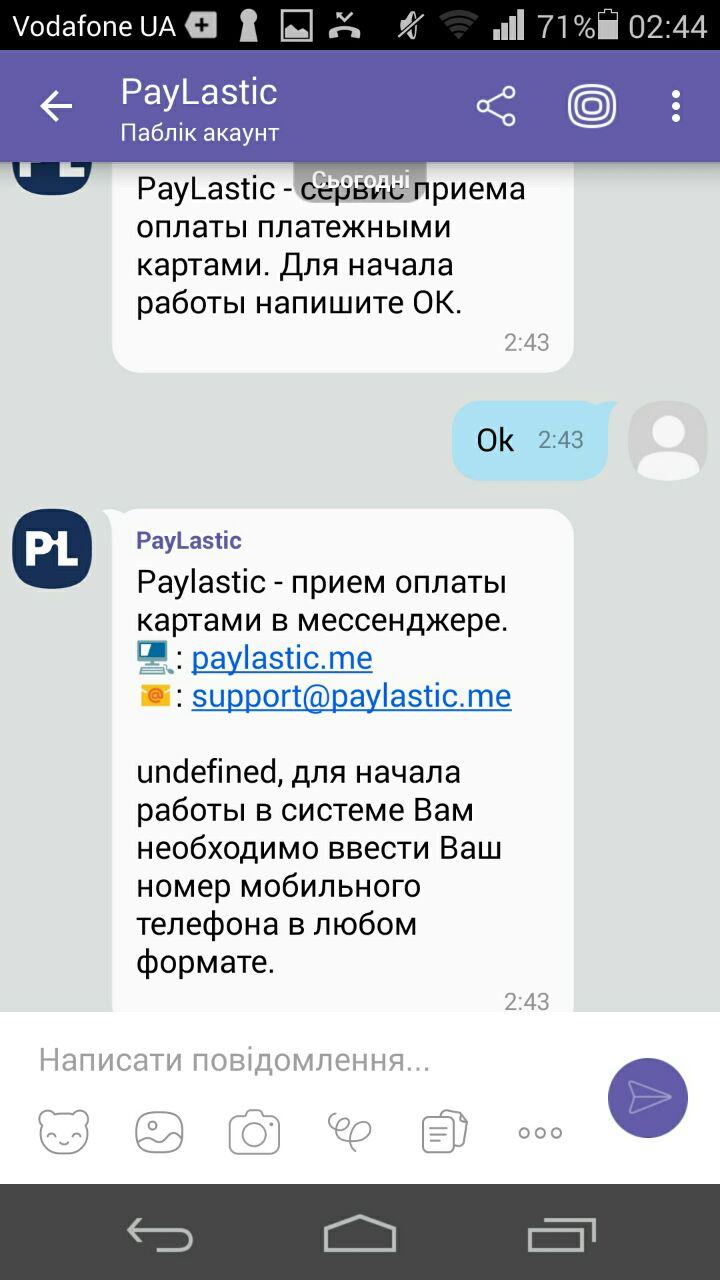 Vodafone UA 71% 02:44
PayLastic
Паблік акаунт
Сьогодні
PayLastic - сервис приема
оплаты платежными
картами. Для начала
работы напишите ОК.
2:43
Ok 2:43
PL
PayLastic
Paylastic - прием оплаты
картами в мессенджере.
: paylastic.me
: support@paylastic.me
undefined, для начала
работы в системе Вам
необходимо ввести Ваш
номер мобильного
телефона в любом
формате.
2:43
Написати повідомлення...